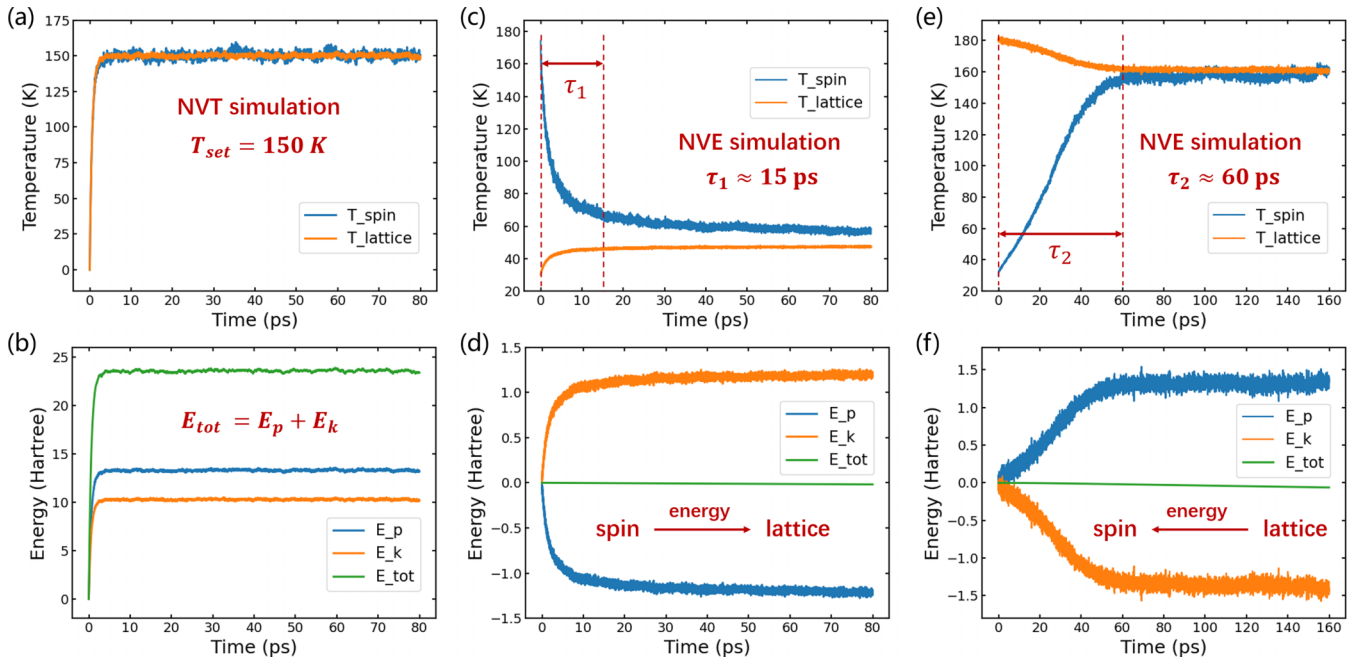 (a)
175
150
125
100
75
50
25
0
Temperature (K)
NVT simulation
T_set = 150 K
T_spin
T_lattice
0 10 20 30 40 50 60 70 80
Time (ps)
(c)
180
160
140
120
100
80
60
40
20
Temperature (K)
τ₁
T_spin
T_lattice
NVE simulation
τ₁ ≈ 15 ps
0 10 20 30 40 50 60 70 80
Time (ps)
(e)
180
160
140
120
100
80
60
40
20
Temperature (K)
NVE simulation
τ₂ ≈ 60 ps
T_spin
T_lattice
τ₂
0 20 40 60 80 100 120 140 160
Time (ps)
(b)
25
20
15
10
5
0
Energy (Hartree)
E_tot = E_p + E_k
E_p
E_k
E_tot
0 10 20 30 40 50 60 70 80
Time (ps)
(d)
1.5
1.0
0.5
0.0
−0.5
−1.0
−1.5
Energy (Hartree)
E_p
E_k
E_tot
energy
spin lattice
0 10 20 30 40 50 60 70 80
Time (ps)
(f)
1.5
1.0
0.5
0.0
−0.5
−1.0
−1.5
Energy (Hartree)
E_p
E_k
E_tot
energy
spin lattice
0 20 40 60 80 100 120 140 160
Time (ps)